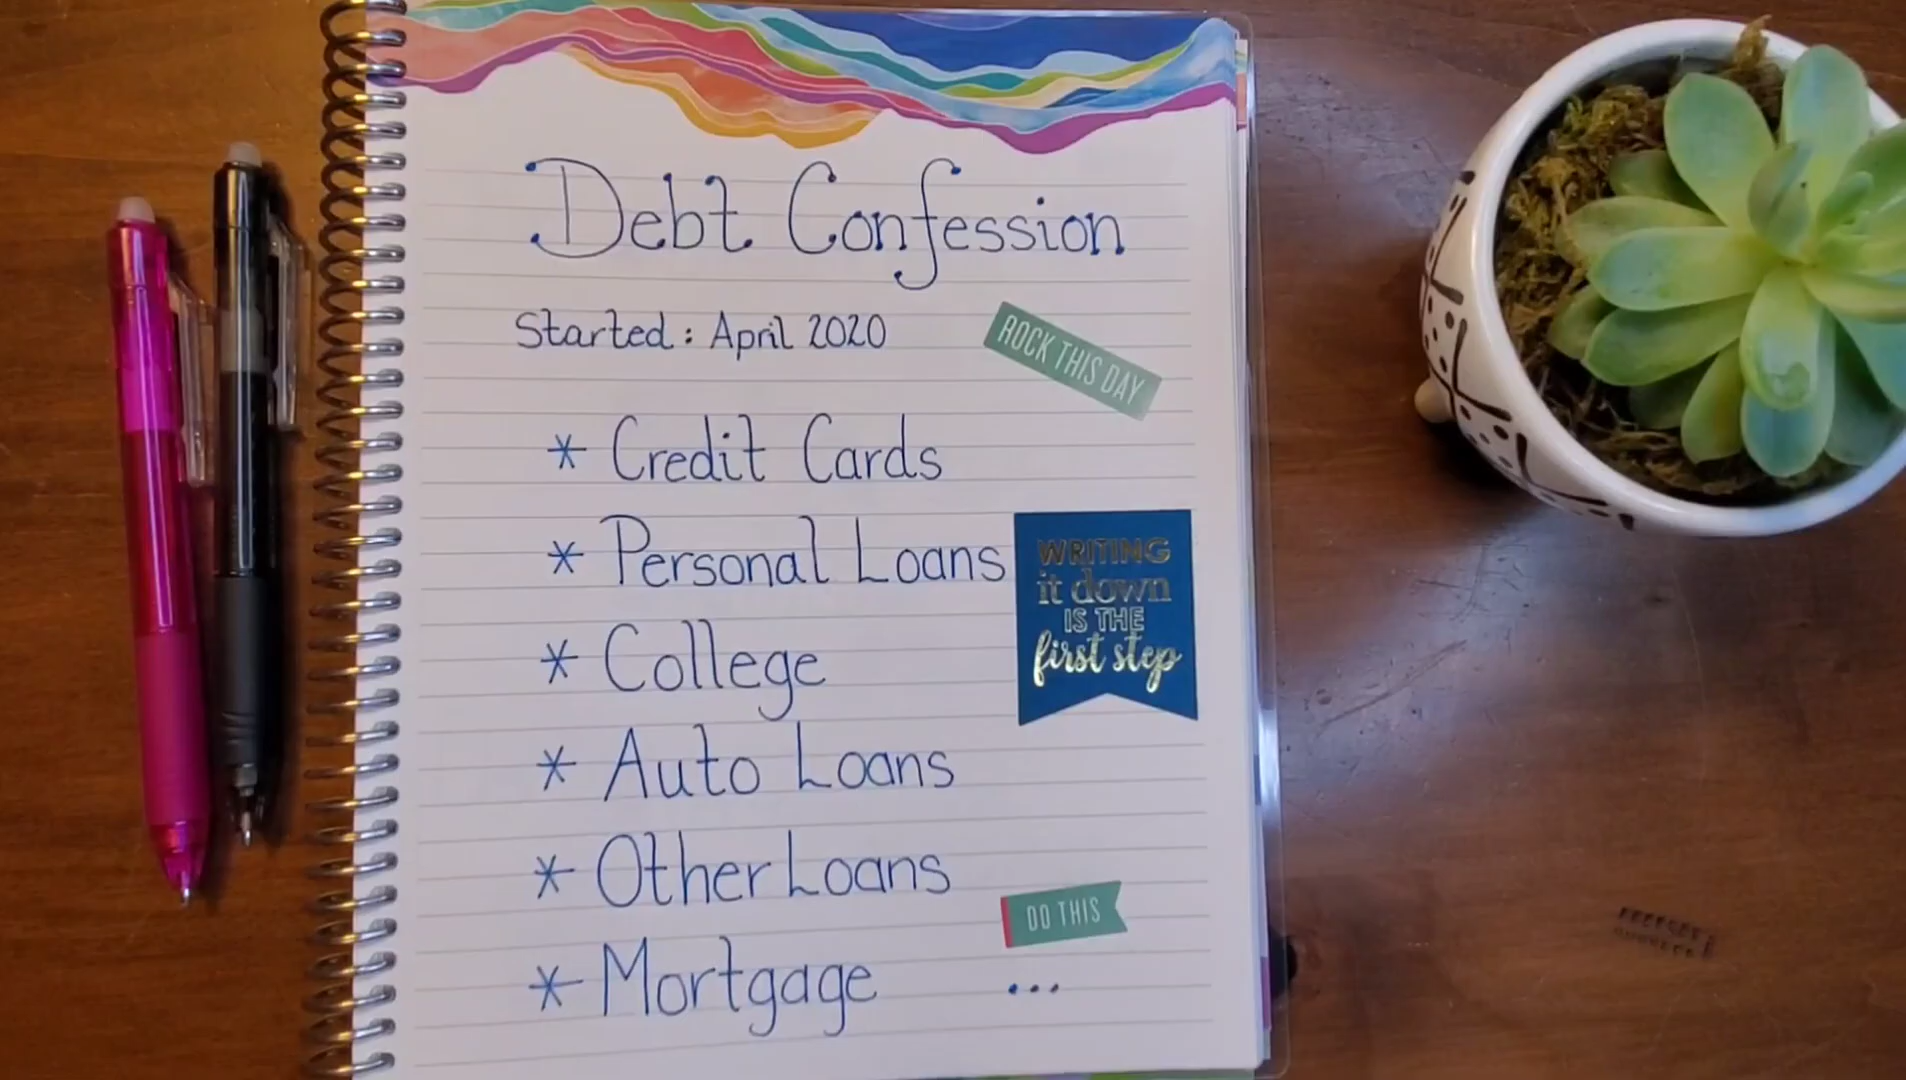 Debt Confession
Started: April 2020
ROCK THIS DAY
* Credit Cards
* Personal Loans
WRITING
it down
IS THE
first step
* College
* Auto Loans
* Other Loans
DO THIS
* Mortgage ...